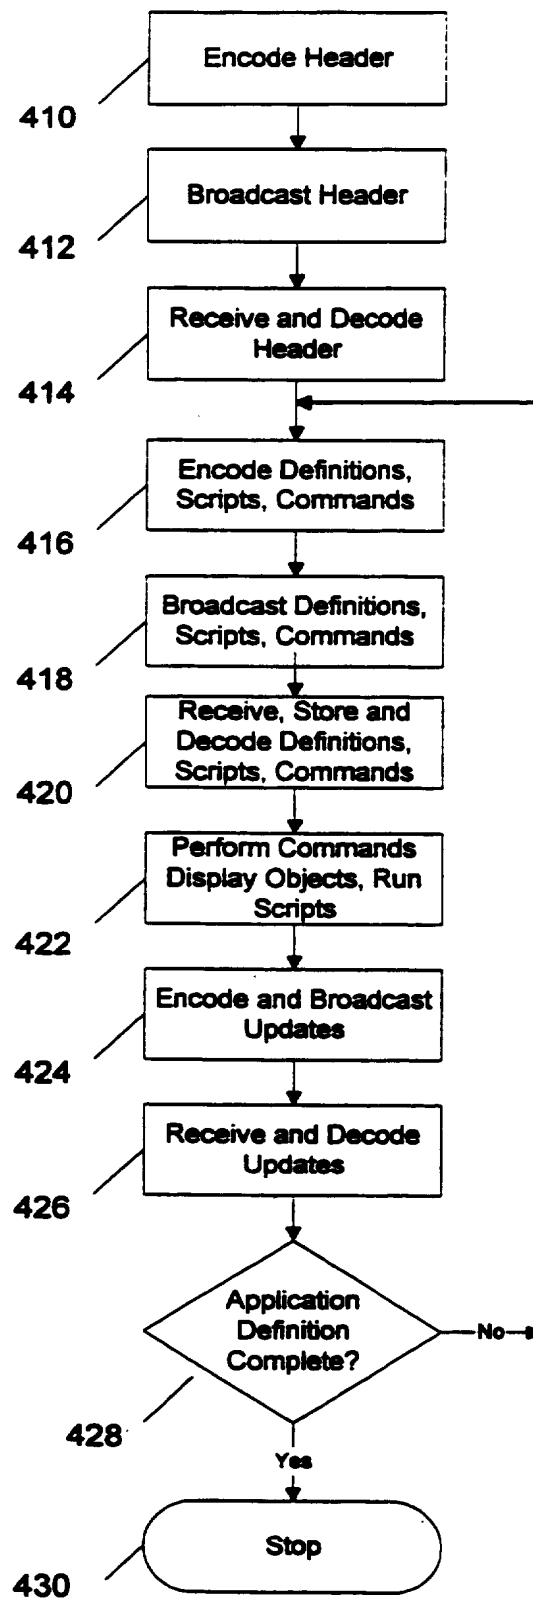 Encode Header
410
Broadcast Header
412
Receive and Decode
Header
414
Encode Definitions,
Scripts, Commands
416
Broadcast Definitions,
Scripts, Commands
418
Receive, Store and
Decode Definitions,
Scripts, Commands
420
Perform Commands
Display Objects, Run
Scripts
422
Encode and Broadcast
Updates
424
Receive and Decode
Updates
426
Application
Definition
Complete?
No
428
Yes
Stop
430